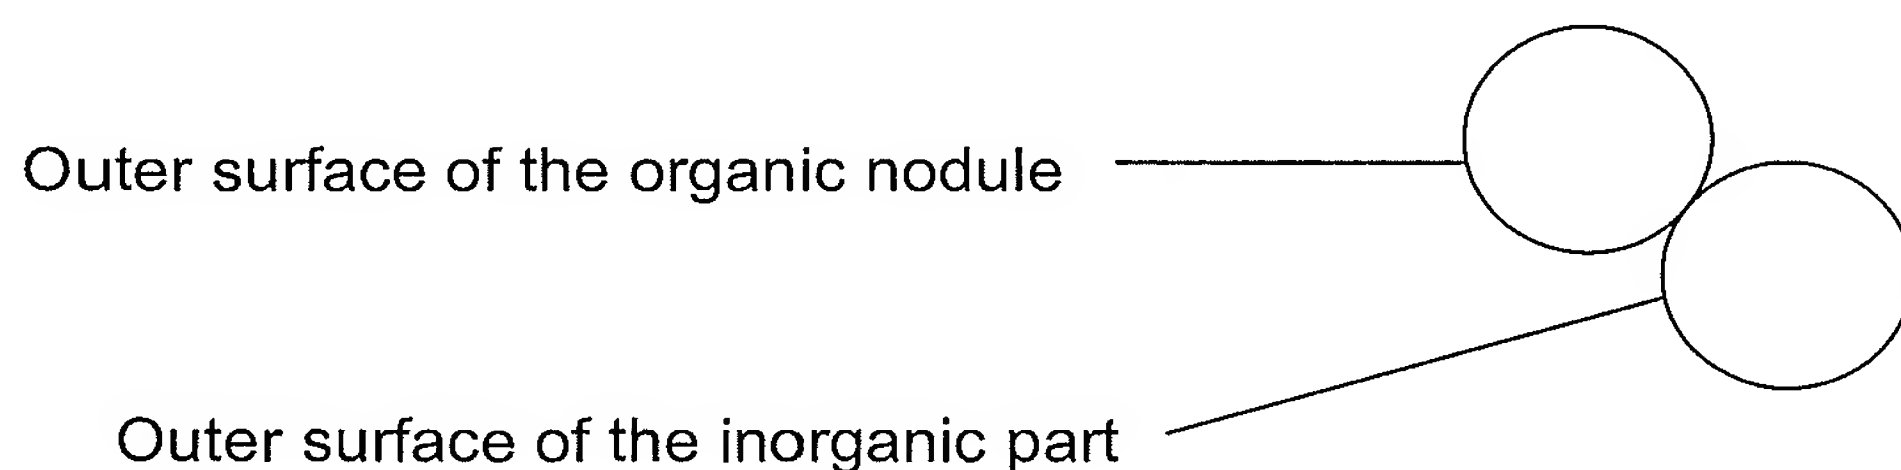 Outer surface of the organic nodule
Outer surface of the inorganic part